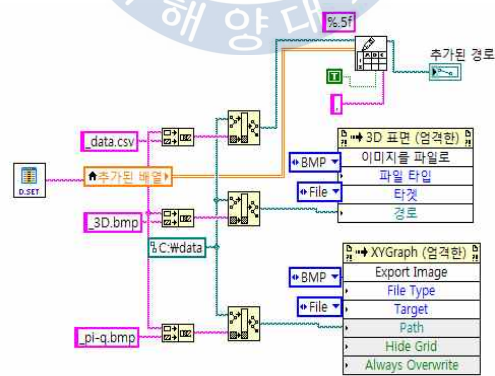 해양대
%.5f
추가된 경로
T
,
_data.csv
3D 표면 (엄격한)
BMP
이미지를 파일로
파일 타입
File
타겟
경로
D.SET
추가된 배열
_3D.bmp
C:₩data
XYGraph (엄격한)
Export Image
BMP
File Type
File
Target
Path
Hide Grid
Always Overwrite
_pi-q.bmp